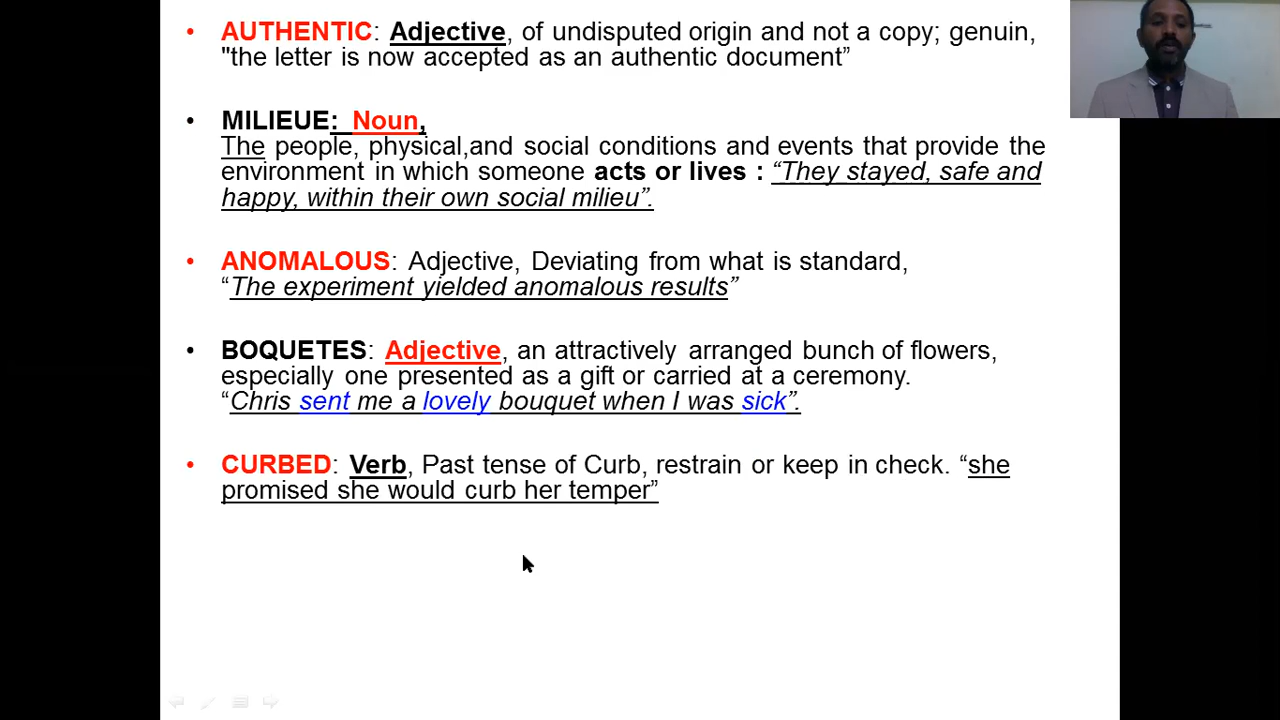 • AUTHENTIC: Adjective, of undisputed origin and not a copy; genuin,
"the letter is now accepted as an authentic document”
• MILIEUE: Noun,
The people, physical,and social conditions and events that provide the
environment in which someone acts or lives : “They stayed, safe and
happy, within their own social milieu”.
• ANOMALOUS: Adjective, Deviating from what is standard,
“The experiment yielded anomalous results”
• BOQUETES: Adjective, an attractively arranged bunch of flowers,
especially one presented as a gift or carried at a ceremony.
“Chris sent me a lovely bouquet when I was sick”.
• CURBED: Verb, Past tense of Curb, restrain or keep in check. “she
promised she would curb her temper”